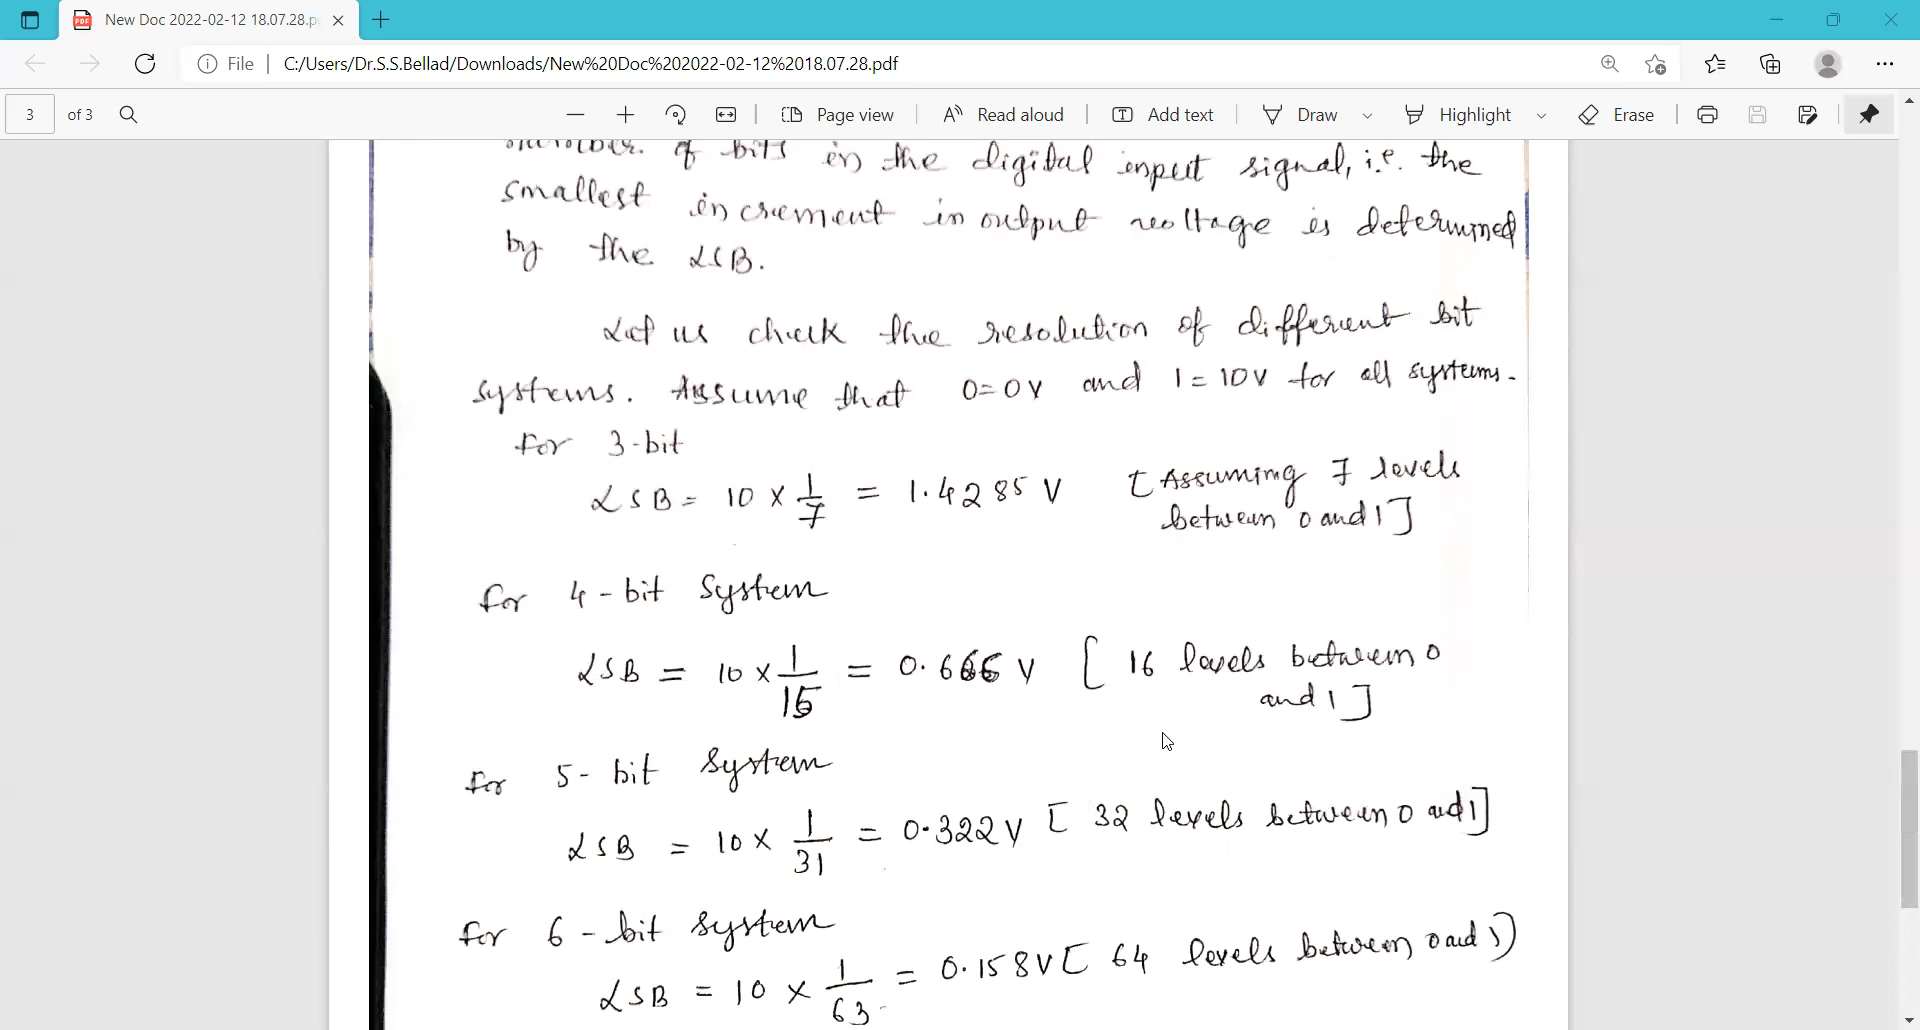 New Doc 2022-02-12 18.07.28.p
File C:/Users/Dr.S.S.Bellad/Downloads/New%20Doc%202022-02-12%2018.07.28.pdf
3 of 3 Page view Read aloud Add text Draw Highlight Erase
of bits in the digital input signal, i.e. the
smallest increment in output voltage is determined
by the LSB.
Let us check the resolution of different bit
systems. Assume that 0=0V and 1=10V for all systems.
for 3-bit
LSB = 10 × 1/7 = 1.4285 V [Assuming 7 levels
between 0 and 1]
for 4-bit System
LSB = 10 × 1/15 = 0.666 V [ 16 levels between 0
and 1 ]
for 5-bit system
LSB = 10 × 1/31 = 0.322 V [ 32 levels between 0 and 1]
for 6-bit system
LSB = 10 × 1/63 = 0.158V [ 64 levels between 0 and 1)